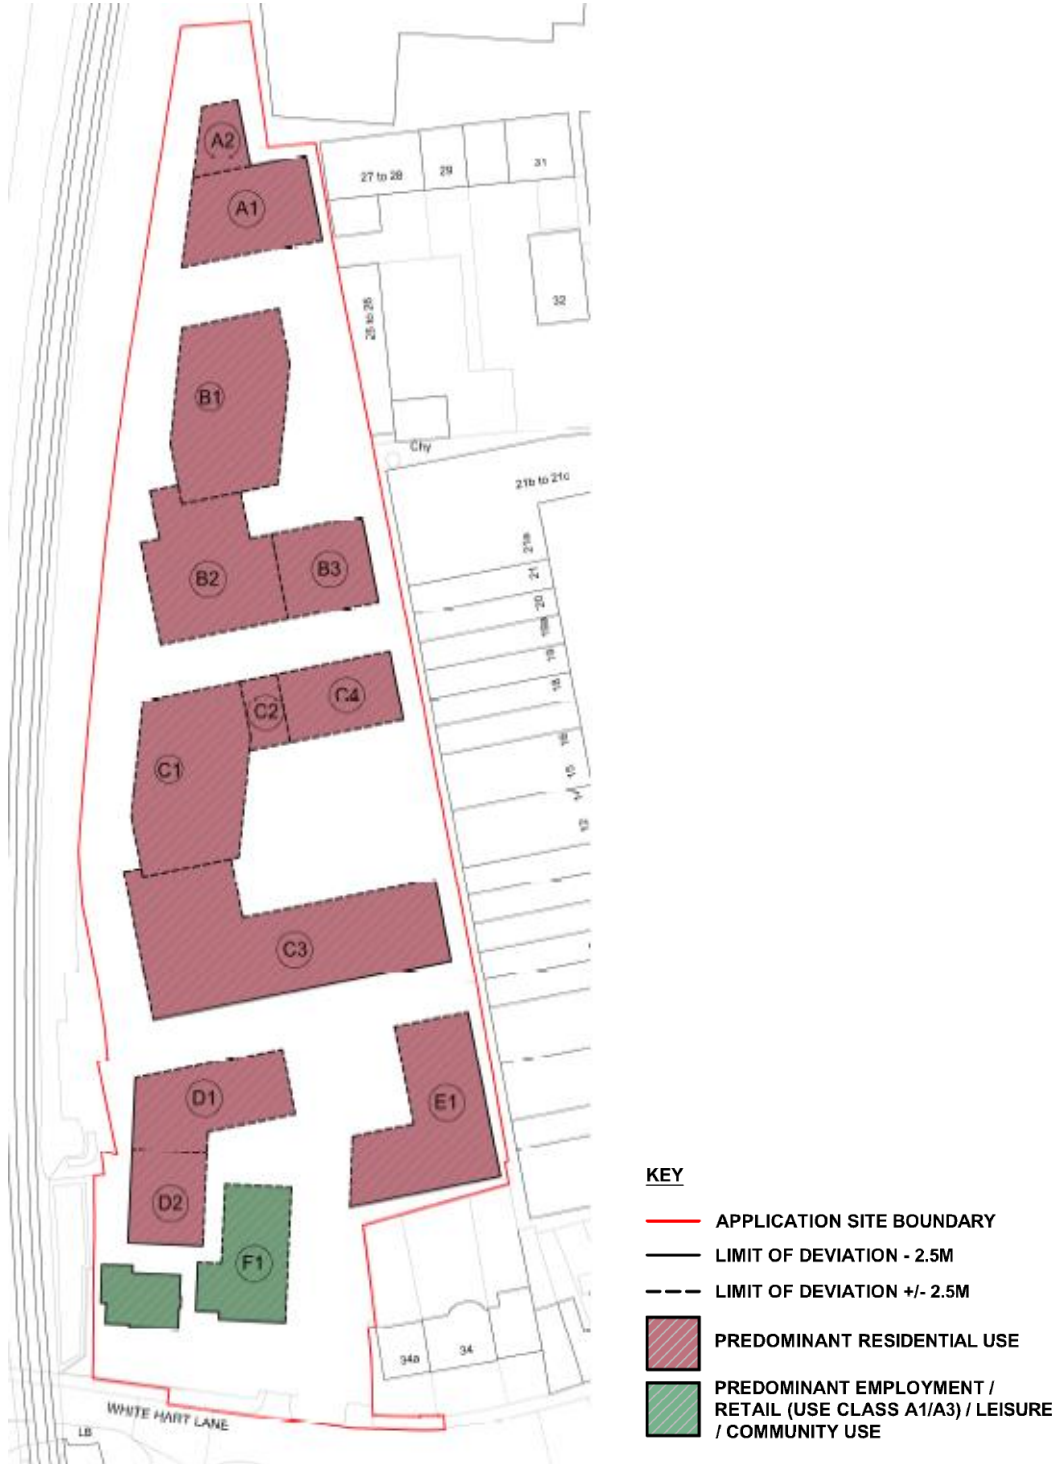 A2
A1
27 to 28
29
31
32
25 to 26
B1
Chy
21b to 21c
21a
21
20
19
18
16
15
12
B2
B3
C4
C2
C1
C3
D1
E1
D2
F1
34a
34
WHITE HART LANE
LB
KEY
APPLICATION SITE BOUNDARY
LIMIT OF DEVIATION - 2.5M
LIMIT OF DEVIATION +/- 2.5M
PREDOMINANT RESIDENTIAL USE
PREDOMINANT EMPLOYMENT /
RETAIL (USE CLASS A1/A3) / LEISURE
/ COMMUNITY USE